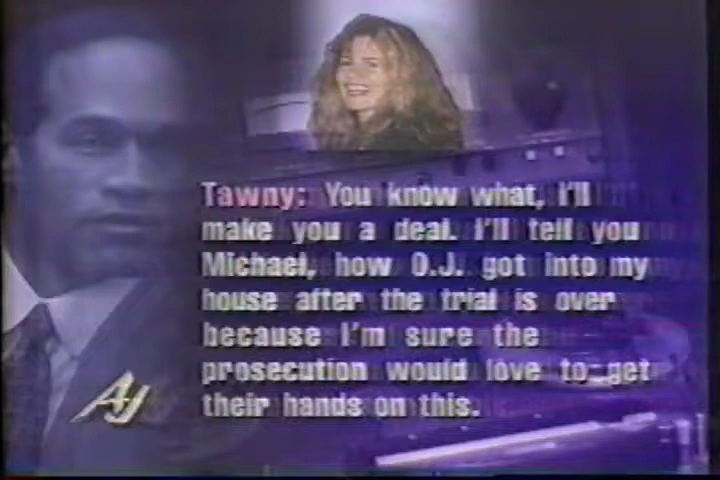 Tawny: You know what, I'll
make you a deal. I'll tell you
Michael, how O.J. got into my
house after the trial is over
because I'm sure the
prosecution would love to get
their hands on this.
AJ